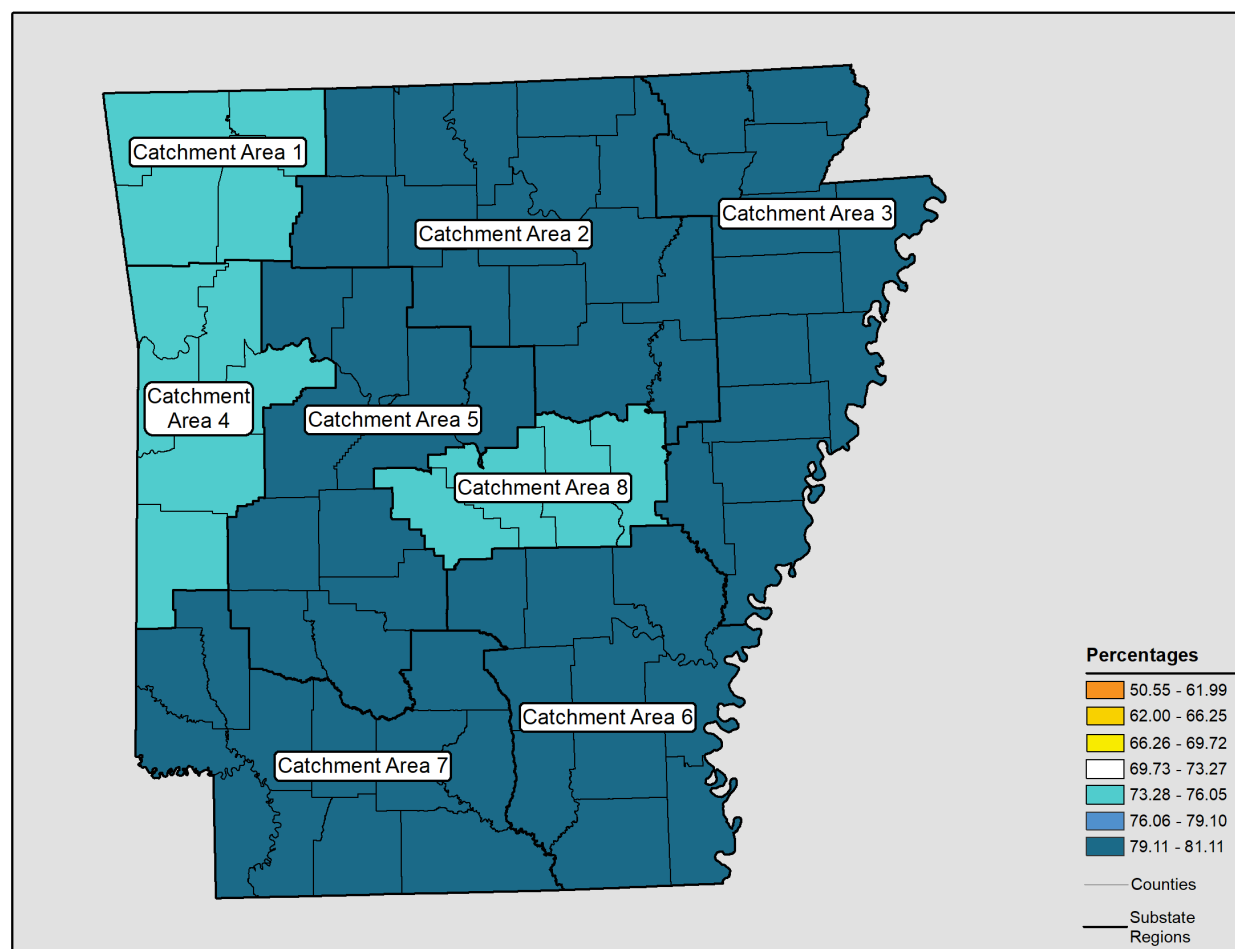 Catchment Area 1
Catchment Area 3
Catchment Area 2
Catchment
Area 4
Catchment Area 5
Catchment Area 8
Catchment Area 6
Catchment Area 7
Percentages
50.55 - 61.99
62.00 - 66.25
66.26 - 69.72
69.73 - 73.27
73.28 - 76.05
76.06 - 79.10
79.11 - 81.11
Counties
Substate
Regions